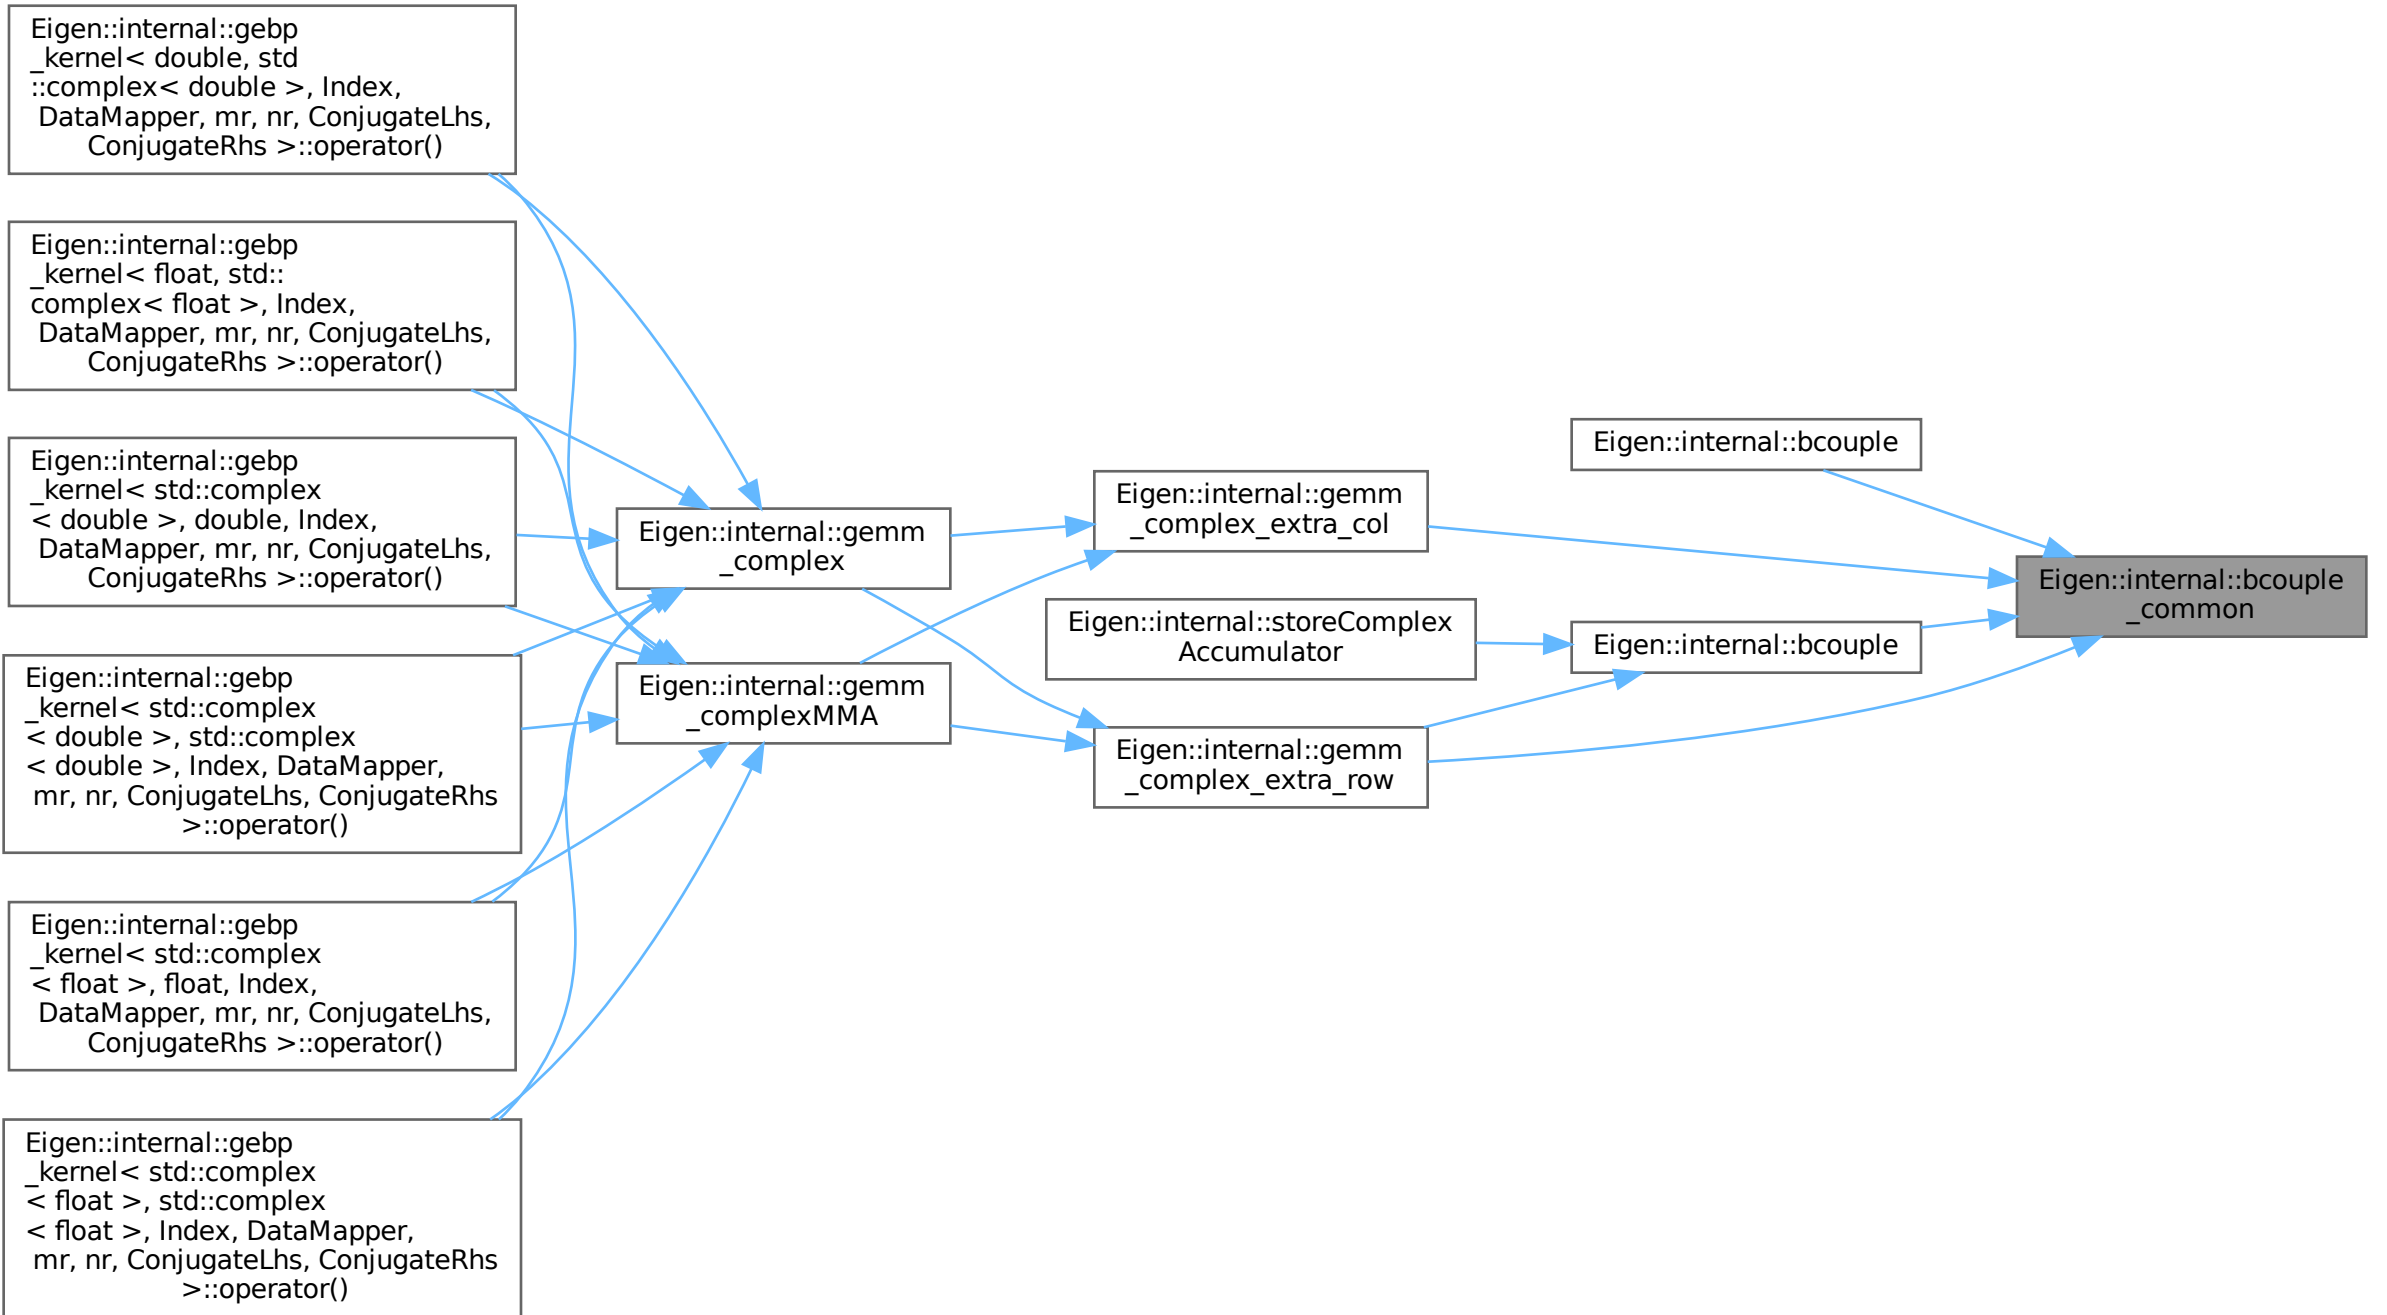 Eigen::internal::gebp
_kernel< double, std
::complex< double >, Index,
DataMapper, mr, nr, ConjugateLhs,
ConjugateRhs >::operator()
Eigen::internal::gebp
_kernel< float, std::
complex< float >, Index,
DataMapper, mr, nr, ConjugateLhs,
ConjugateRhs >::operator()
Eigen::internal::gebp
_kernel< std::complex
< double >, double, Index,
DataMapper, mr, nr, ConjugateLhs,
ConjugateRhs >::operator()
Eigen::internal::gebp
_kernel< std::complex
< double >, std::complex
< double >, Index, DataMapper,
mr, nr, ConjugateLhs, ConjugateRhs
>::operator()
Eigen::internal::gebp
_kernel< std::complex
< float >, float, Index,
DataMapper, mr, nr, ConjugateLhs,
ConjugateRhs >::operator()
Eigen::internal::gebp
_kernel< std::complex
< float >, std::complex
< float >, Index, DataMapper,
mr, nr, ConjugateLhs, ConjugateRhs
>::operator()
Eigen::internal::gemm
_complex
Eigen::internal::gemm
_complexMMA
Eigen::internal::gemm
_complex_extra_col
Eigen::internal::storeComplex
Accumulator
Eigen::internal::gemm
_complex_extra_row
Eigen::internal::bcouple
Eigen::internal::bcouple
Eigen::internal::bcouple
_common